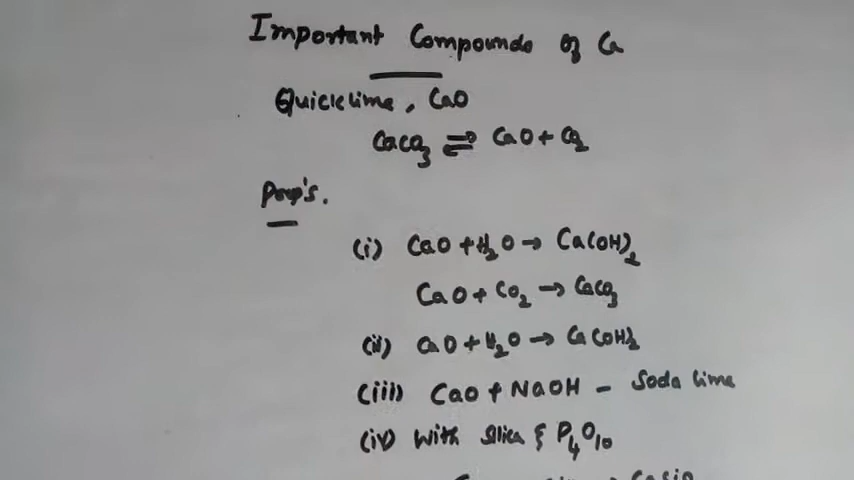 Important Compounds of Ca
Quicklime, CaO
CaCO3 ⇌ CaO + CO2
Prop's.
(i) CaO + H2O → Ca(OH)2
CaO + CO2 → CaCO3
(ii) CaO + H2O → Ca(OH)2
(iii) CaO + NaOH – Soda lime
(iv) With Silica & P4O10